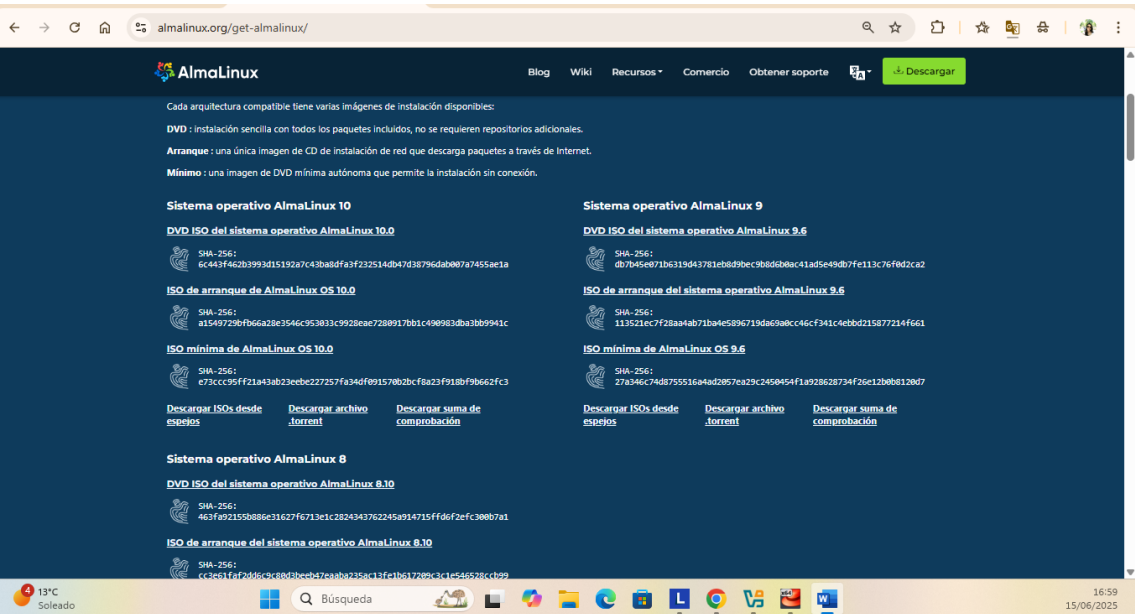 almalinux.org/get-almalinux/
AlmaLinux
Blog Wiki Recursos Comercio Obtener soporte Descargar
Cada arquitectura compatible tiene varias imágenes de instalación disponibles:
DVD : instalación sencilla con todos los paquetes incluidos, no se requieren repositorios adicionales.
Arranque : una única imagen de CD de instalación de red que descarga paquetes a través de Internet.
Mínimo : una imagen de DVD mínima autónoma que permite la instalación sin conexión.
Sistema operativo AlmaLinux 10
DVD ISO del sistema operativo AlmaLinux 10.0
SHA-256:
6c443f462b3993d15192a7c43ba8dfa3f232514db47d38796dab007a7455ae1a
ISO de arranque de AlmaLinux OS 10.0
SHA-256:
a1549729bfb66a28e3546c953033c9928eae7280917bb1c490983dba3bb9941c
ISO mínima de AlmaLinux OS 10.0
SHA-256:
e73ccc95ff21a43ab23eebe227257fa34df091570b2bcf8a23f918bf9b662fc3
Descargar ISOs desde espejos
Descargar archivo .torrent
Descargar suma de comprobación
Sistema operativo AlmaLinux 9
DVD ISO del sistema operativo AlmaLinux 9.6
SHA-256:
db7b45e071b6319d43781eb8d9bec9b8d6b0ac41ad5e49db7fe113c76f0d2ca2
ISO de arranque del sistema operativo AlmaLinux 9.6
SHA-256:
113521ec7f28aa4ab71ba4e5896719da69a0cc46cf341c4ebbd215877214f661
ISO mínima de AlmaLinux OS 9.6
SHA-256:
27a346c74d8755516a4ad2057ea29c2450454f1a928628734f26e12b0b8120d7
Descargar ISOs desde espejos
Descargar archivo .torrent
Descargar suma de comprobación
Sistema operativo AlmaLinux 8
DVD ISO del sistema operativo AlmaLinux 8.10
SHA-256:
463fa92155b886e31627f6713e1c2824343762245a914715ffd6f2efc300b7a1
ISO de arranque del sistema operativo AlmaLinux 8.10
SHA-256:
cc3e61faf2dd6c9c80d3beeb47eaaba235ac13fe1b617209c3c1e546528ccb99
4
13°C
Soleado
Búsqueda
16:59
15/06/2025